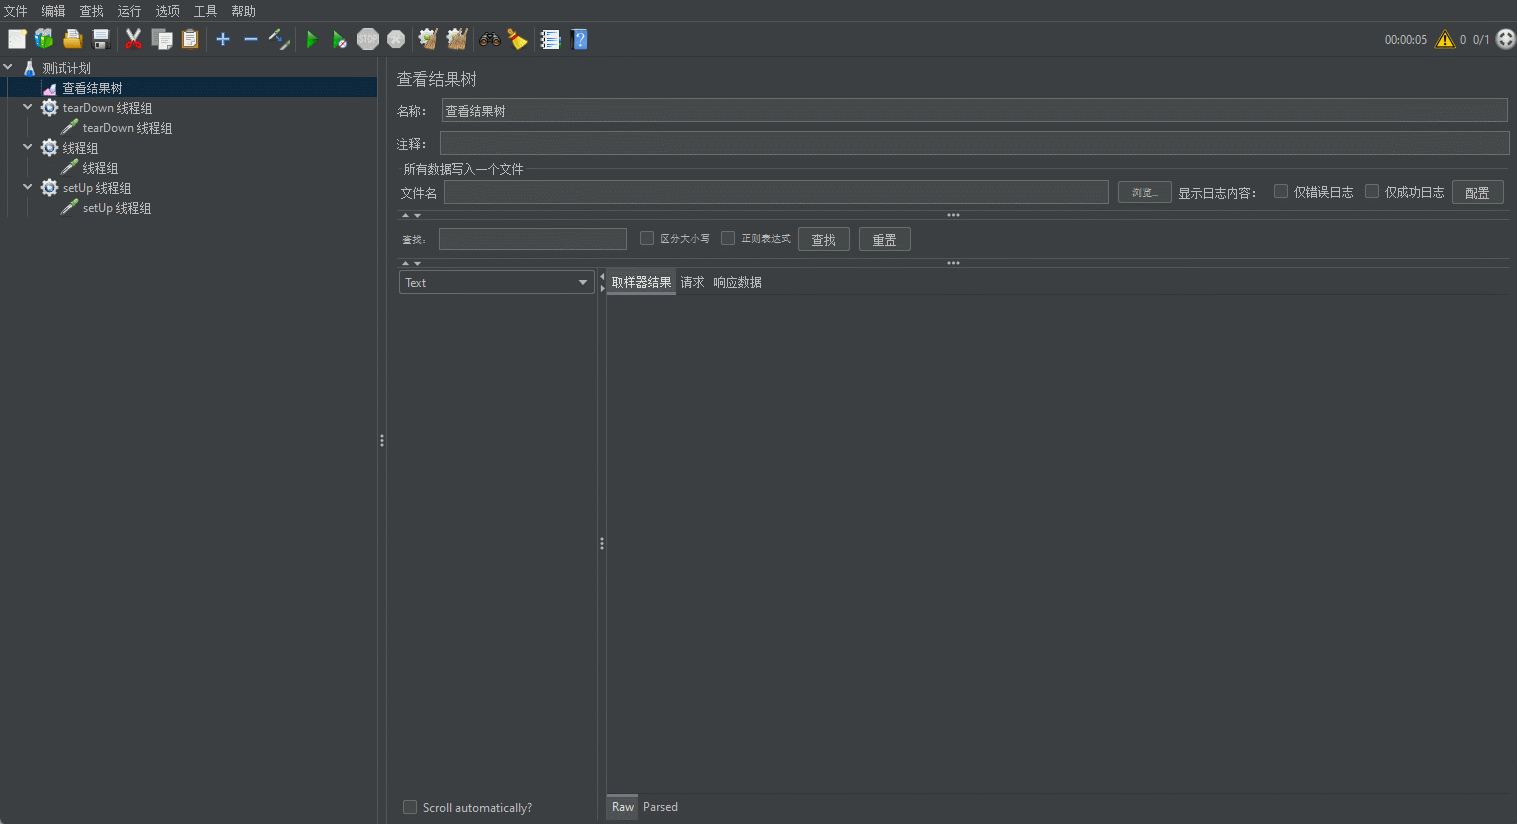 文件 编辑 查找 运行 选项 工具 帮助
STOP
00:00:05 0 0/1
测试计划
查看结果树
tearDown 线程组
tearDown 线程组
线程组
线程组
setUp 线程组
setUp 线程组
查看结果树
名称： 查看结果树
注释：
所有数据写入一个文件
文件名 浏览... 显示日志内容： 仅错误日志 仅成功日志 配置
查找： 区分大小写 正则表达式 查找 重置
Text
取样器结果 请求 响应数据
Scroll automatically?
Raw Parsed